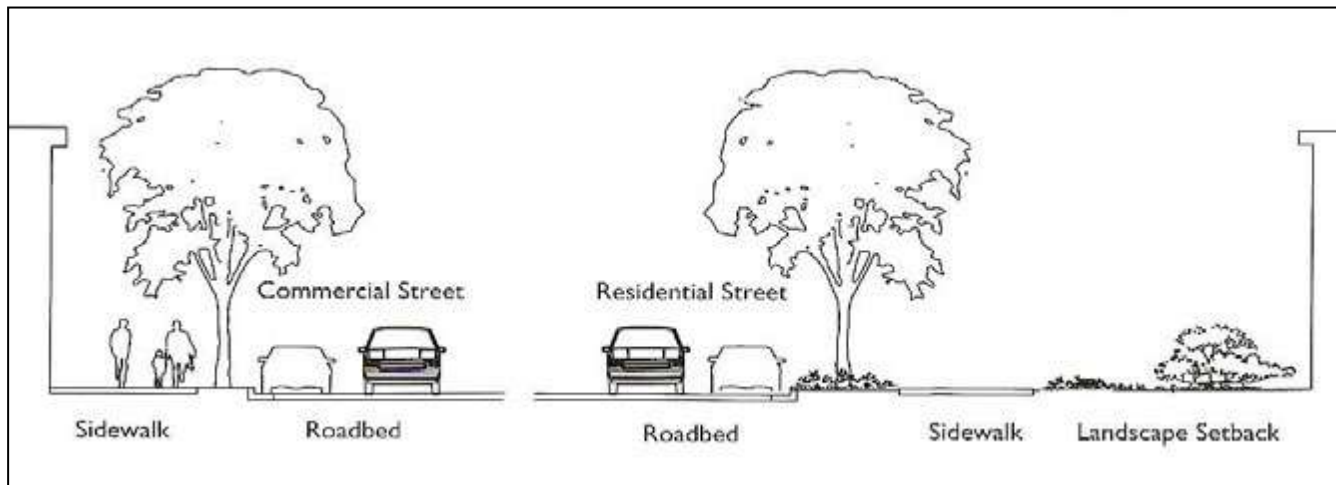 Commercial Street
Residential Street
Sidewalk
Roadbed
Roadbed
Sidewalk
Landscape Setback